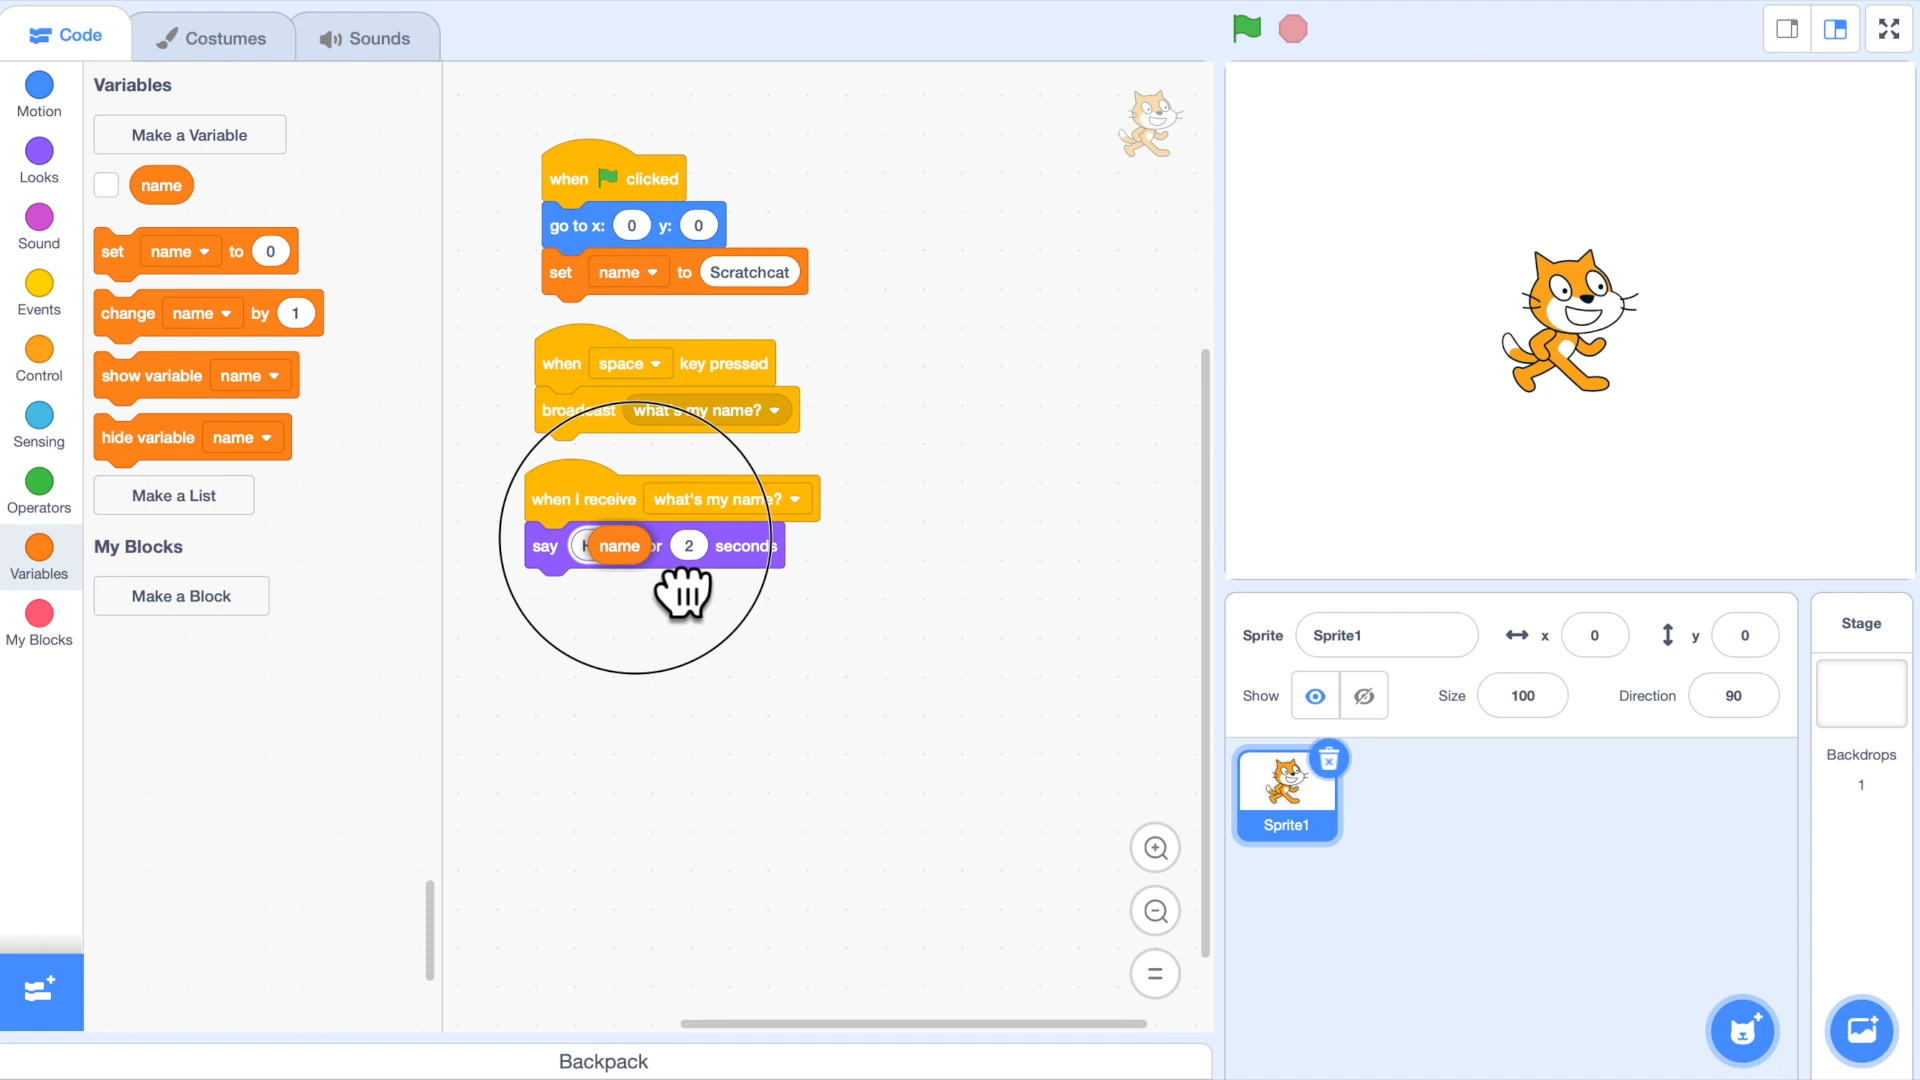 Code
Costumes
Sounds
Motion
Looks
Sound
Events
Control
Sensing
Operators
Variables
My Blocks
Variables
Make a Variable
name
set name to 0
change name by 1
show variable name
hide variable name
Make a List
My Blocks
Make a Block
when clicked
go to x: 0 y: 0
set name to Scratchcat
when space key pressed
broadcast what's my name?
when I receive what's my name?
say name 2 seconds
Backpack
Sprite Sprite1 x 0 y 0
Show Size 100 Direction 90
Sprite1
Stage
Backdrops
1